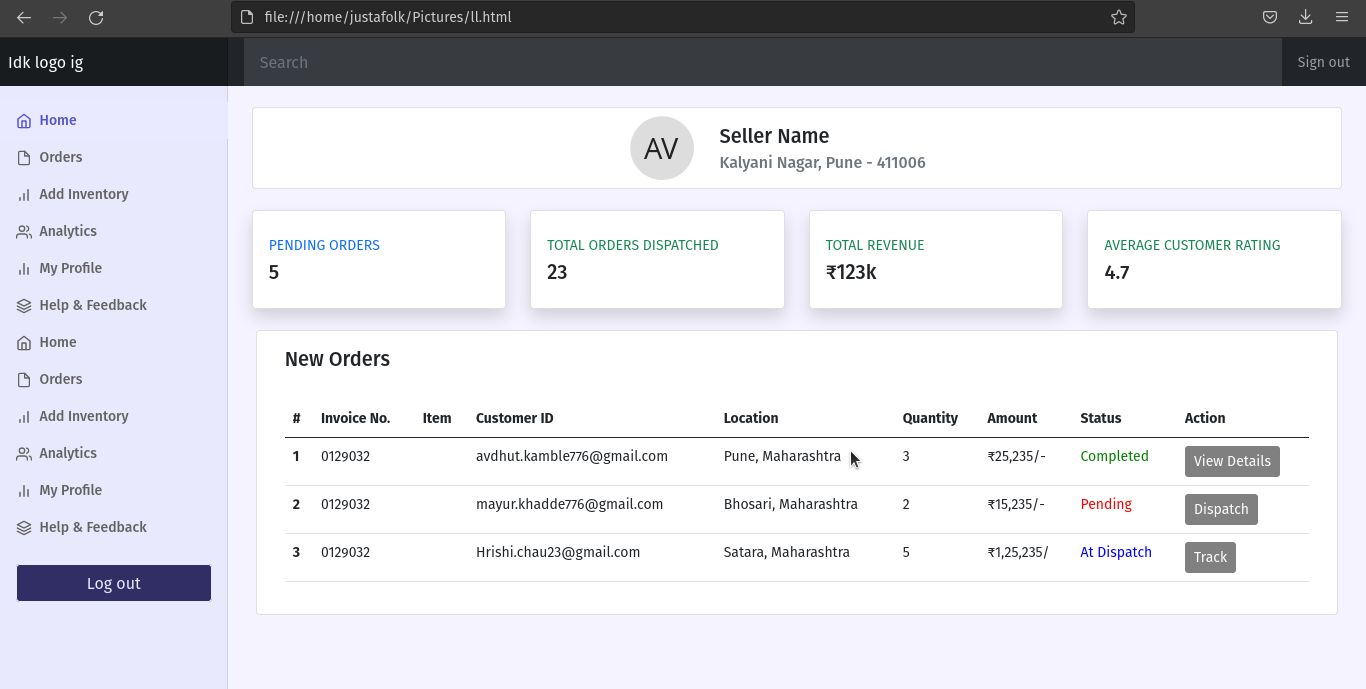 file:///home/justafolk/Pictures/ll.html
Idk logo ig
Search
Sign out
Home
Orders
Add Inventory
Analytics
My Profile
Help & Feedback
Home
Orders
Add Inventory
Analytics
My Profile
Help & Feedback
Log out
AV
Seller Name
Kalyani Nagar, Pune - 411006
PENDING ORDERS
5
TOTAL ORDERS DISPATCHED
23
TOTAL REVENUE
₹123k
AVERAGE CUSTOMER RATING
4.7
New Orders
# Invoice No. Item Customer ID Location Quantity Amount Status Action
1 0129032 avdhut.kamble776@gmail.com Pune, Maharashtra 3 ₹25,235/- Completed View Details
2 0129032 mayur.khadde776@gmail.com Bhosari, Maharashtra 2 ₹15,235/- Pending Dispatch
3 0129032 Hrishi.chau23@gmail.com Satara, Maharashtra 5 ₹1,25,235/ At Dispatch Track